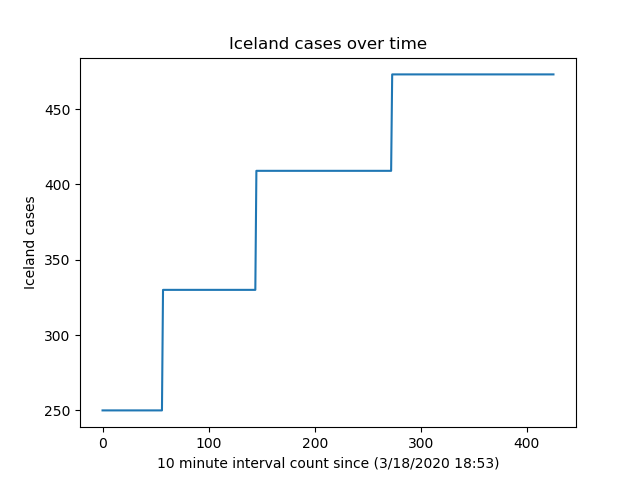 Iceland cases over time
450
400
350
300
250
Iceland cases
0 100 200 300 400
10 minute interval count since (3/18/2020 18:53)